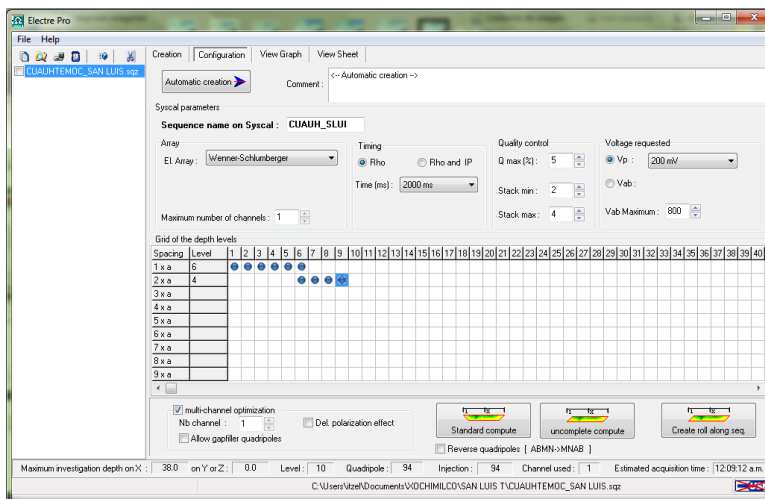 Electre Pro
File Help
CUAUHTEMOC_SAN LUIS.sqz
Creation Configuration View Graph View Sheet
Automatic creation
Comment :
<-- Automatic creation -->
Syscal parameters
Sequence name on Syscal : CUAUH_SLUI
Array
El. Array : Wenner-Schlumberger
Maximum number of channels : 1
Timing
Rho Rho and IP
Time (ms) : 2000 ms
Quality control
Q max (%) : 5
Stack min : 2
Stack max : 4
Voltage requested
Vp : 200 mV
Vab :
Vab Maximum : 800
Grid of the depth levels
Spacing Level 1 2 3 4 5 6 7 8 9 10 11 12 13 14 15 16 17 18 19 20 21 22 23 24 25 26 27 28 29 30 31 32 33 34 35 36 37 38 39 40
1 x a 6
2 x a 4
3 x a
4 x a
5 x a
6 x a
7 x a
8 x a
9 x a
multi-channel optimization
Nb channel : 1
Allow gapfiller quadripoles
Del. polarization effect
Standard compute
uncomplete compute
Create roll along seq.
Reverse quadripoles [ ABMN->MNAB ]
Maximum investigation depth on X : 38.0 on Y or Z : 0.0 Level : 10 Quadripole : 94 Injection : 94 Channel used : 1 Estimated acquisition time : 12:09:12 a.m.
C:\Users\itzel\Documents\XOCHIMILCO\SAN LUIS T\CUAUHTEMOC_SAN LUIS.sqz